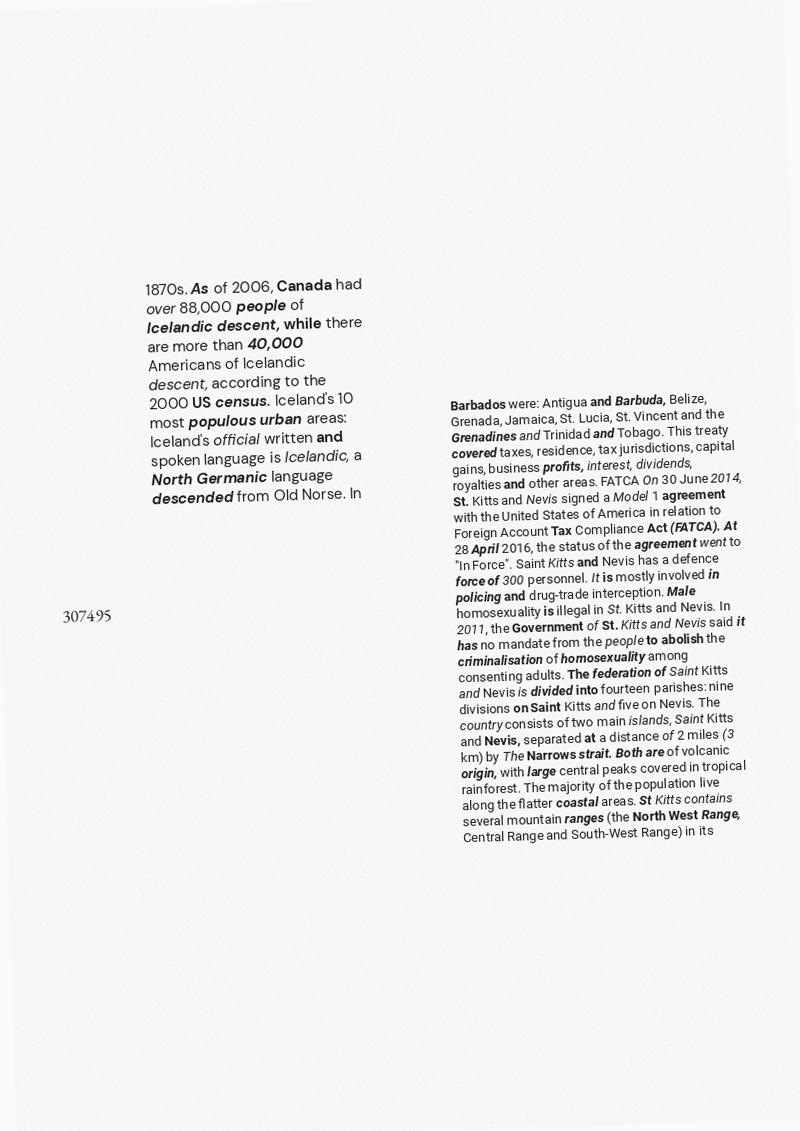 1870s. As of 2006, Canada had
over 88,000 people of
Icelandic descent, while there
are more than 40,000
Americans of Icelandic
descent, according to the
2000 US census. Iceland's 10
most populous urban areas:
Iceland's official written and
spoken language is Icelandic, a
North Germanic language
descended from Old Norse. In
307495
Barbados were: Antigua and Barbuda, Belize,
Grenada, Jamaica, St. Lucia, St. Vincent and the
Grenadines and Trinidad and Tobago. This treaty
covered taxes, residence, tax jurisdictions, capital
gains, business profits, interest, dividends,
royalties and other areas. FATCA On 30 June 2014,
St. Kitts and Nevis signed a Model 1 agreement
with the United States of America in relation to
Foreign Account Tax Compliance Act (FATCA). At
28 April 2016, the status of the agreement went to
"In Force". Saint Kitts and Nevis has a defence
force of 300 personnel. It is mostly involved in
policing and drug-trade interception. Male
homosexuality is illegal in St. Kitts and Nevis. In
2011, the Government of St. Kitts and Nevis said it
has no mandate from the people to abolish the
criminalisation of homosexuality among
consenting adults. The federation of Saint Kitts
and Nevis is divided into fourteen parishes: nine
divisions on Saint Kitts and five on Nevis. The
country consists of two main islands, Saint Kitts
and Nevis, separated at a distance of 2 miles (3
km) by The Narrows strait. Both are of volcanic
origin, with large central peaks covered in tropical
rainforest. The majority of the population live
along the flatter coastal areas. St Kitts contains
several mountain ranges (the North West Range,
Central Range and South-West Range) in its